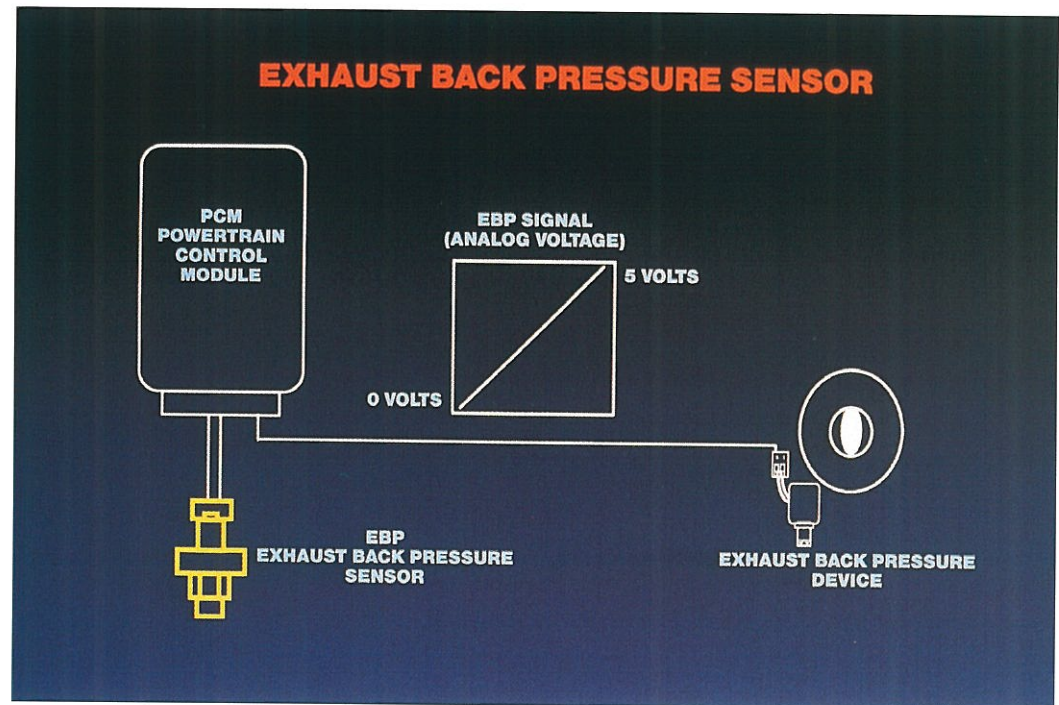 EXHAUST BACK PRESSURE SENSOR
PCM
POWERTRAIN
CONTROL
MODULE
EBP SIGNAL
(ANALOG VOLTAGE)
5 VOLTS
0 VOLTS
EBP
EXHAUST BACK PRESSURE
SENSOR
EXHAUST BACK PRESSURE
DEVICE